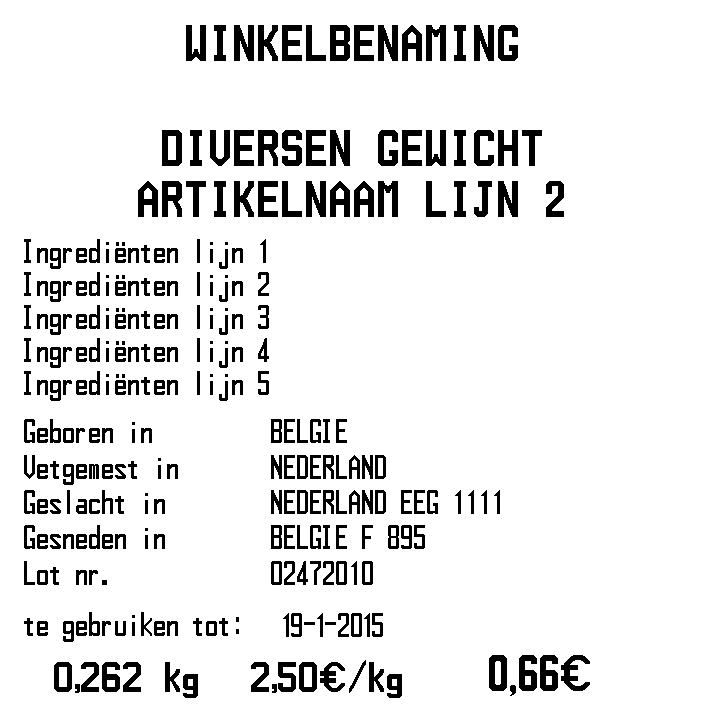 WINKELBENAMING
DIVERSEN GEWICHT
ARTIKELNAAM LIJN 2
Ingrediënten lijn 1
Ingrediënten lijn 2
Ingrediënten lijn 3
Ingrediënten lijn 4
Ingrediënten lijn 5
Geboren in BELGIE
Vetgemest in NEDERLAND
Geslacht in NEDERLAND EEG 1111
Gesneden in BELGIE F 895
Lot nr. 02472010
te gebruiken tot: 19-1-2015
0,262 kg 2,50€/kg 0,66€